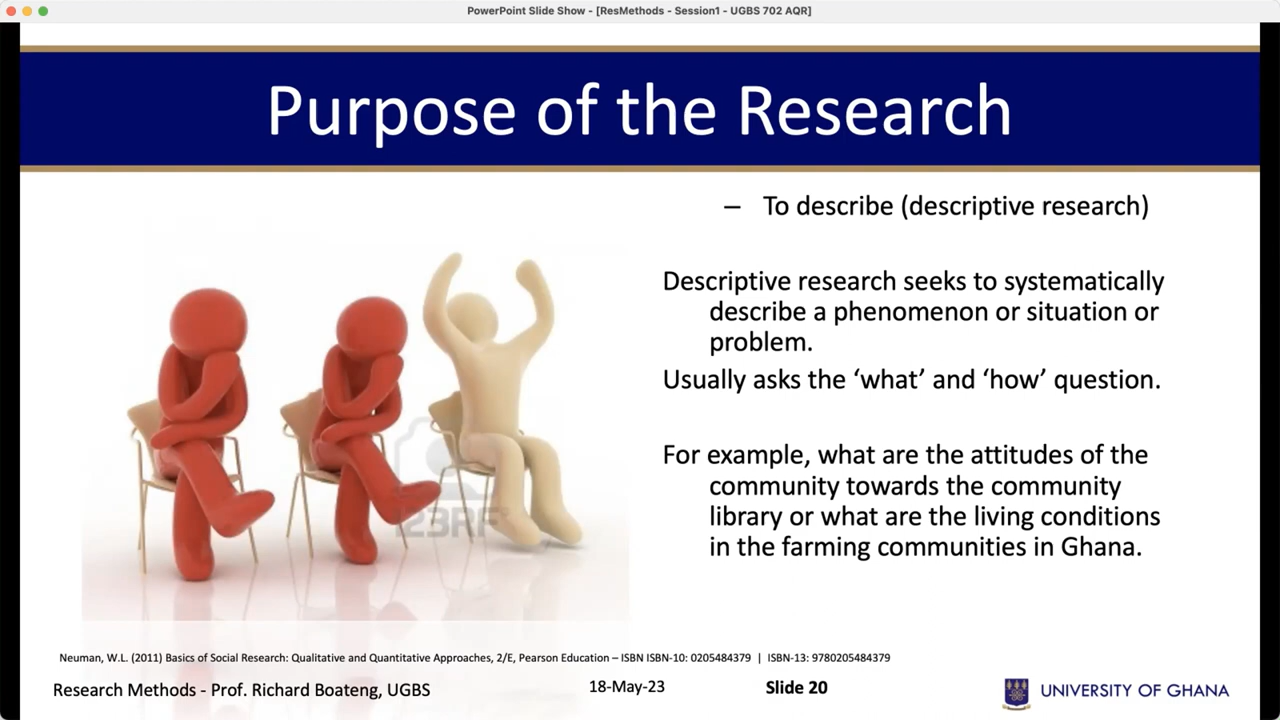 PowerPoint Slide Show - [ResMethods - Session1 - UGBS 702 AQR]
Purpose of the Research
– To describe (descriptive research)
Descriptive research seeks to systematically
describe a phenomenon or situation or
problem.
Usually asks the ‘what’ and ‘how’ question.
For example, what are the attitudes of the
community towards the community
library or what are the living conditions
in the farming communities in Ghana.
123RF
Neuman, W.L. (2011) Basics of Social Research: Qualitative and Quantitative Approaches, 2/E, Pearson Education – ISBN ISBN-10: 0205484379 | ISBN-13: 9780205484379
Research Methods - Prof. Richard Boateng, UGBS
18-May-23
Slide 20
UNIVERSITY OF GHANA